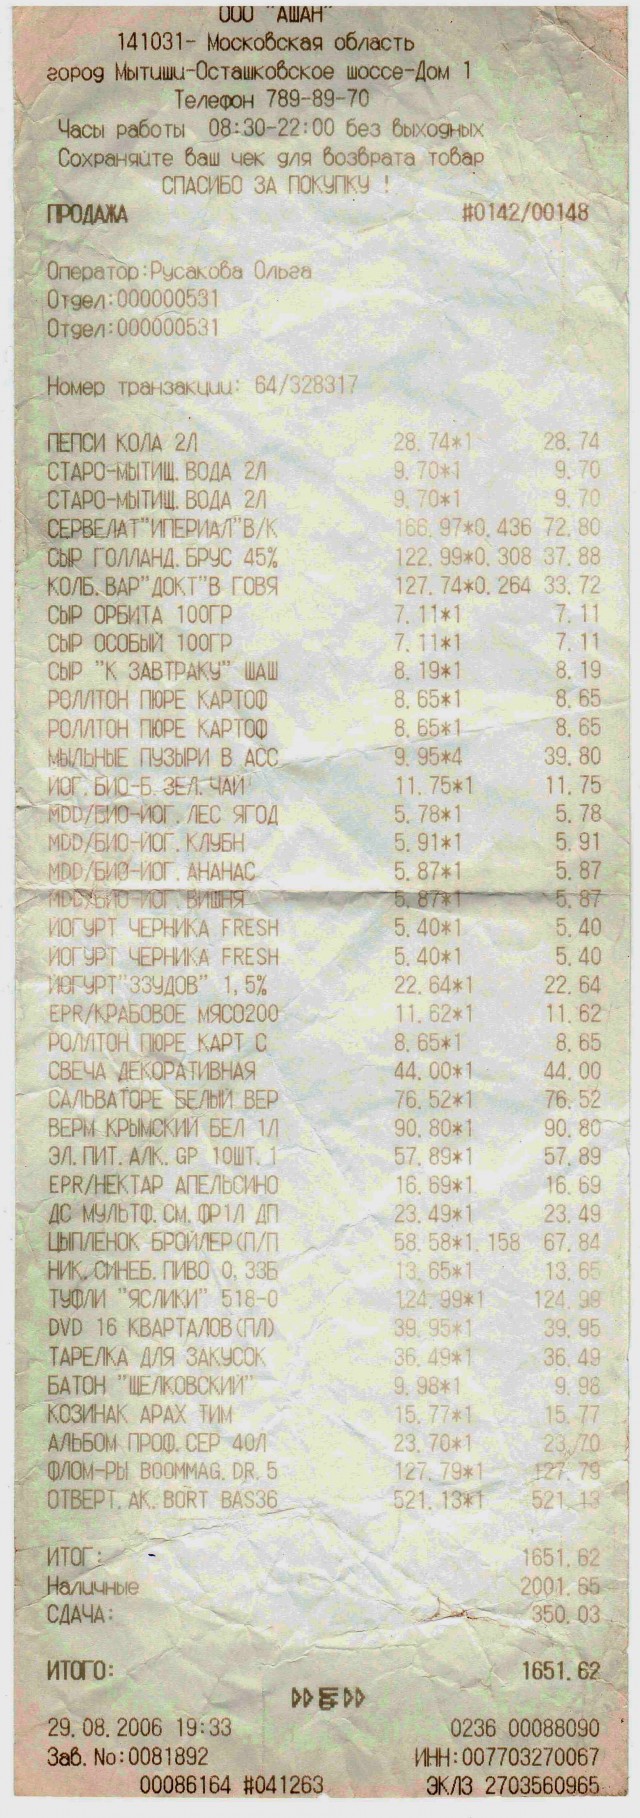 ООО "АШАН"
141031- Московская область
город Мытищи-Осташковское шоссе-Дом 1
Телефон 789-89-70
Часы работы 08:30-22:00 без выходных
Сохраняйте ваш чек для возврата товар
СПАСИБО ЗА ПОКУПКУ !
ПРОДАЖА #0142/00148
Оператор:Русакова Ольга
Отдел:000000531
Отдел:000000531
Номер транзакции: 64/328317
ПЕПСИ КОЛА 2Л 28.74*1 28.74
СТАРО-МЫТИЩ.ВОДА 2Л 9.70*1 9.70
СТАРО-МЫТИЩ.ВОДА 2Л 9.70*1 9.70
СЕРВЕЛАТ"ИПЕРИАЛ"В/К 166.97*0.436 72.80
СЫР ГОЛЛАНД.БРУС 45% 122.99*0.308 37.88
КОЛБ.ВАР"ДОКТ"В ГОВЯ 127.74*0.264 33.72
СЫР ОРБИТА 100ГР 7.11*1 7.11
СЫР ОСОБЫЙ 100ГР 7.11*1 7.11
СЫР "К ЗАВТРАКУ" ШАШ 8.19*1 8.19
РОЛЛТОН ПЮРЕ КАРТОФ 8.65*1 8.65
РОЛЛТОН ПЮРЕ КАРТОФ 8.65*1 8.65
МЫЛЬНЫЕ ПУЗЫРИ В АСС 9.95*4 39.80
ЙОГ.БИО-Б.ЗЕЛ.ЧАЙ 11.75*1 11.75
MDD/БИО-ЙОГ.ЛЕС ЯГОД 5.78*1 5.78
MDD/БИО-ЙОГ.КЛУБН 5.91*1 5.91
MDD/БИО-ЙОГ.АНАНАС 5.87*1 5.87
MDD/БИО-ЙОГ.ВИШНЯ 5.87*1 5.87
ЙОГУРТ ЧЕРНИКА FRESH 5.40*1 5.40
ЙОГУРТ ЧЕРНИКА FRESH 5.40*1 5.40
ЙОГУРТ"ЭЗУДОВ" 1,5% 22.64*1 22.64
EPR/КРАБОВОЕ МЯСО200 11.62*1 11.62
РОЛЛТОН ПЮРЕ КАРТ С 8.65*1 8.65
СВЕЧА ДЕКОРАТИВНАЯ 44.00*1 44.00
САЛЬВАТОРЕ БЕЛЫЙ ВЕР 76.52*1 76.52
ВЕРМ КРЫМСКИЙ БЕЛ 1Л 90.80*1 90.80
ЭЛ.ПИТ.АЛК.GP 10ШТ.1 57.89*1 57.89
EPR/НЕКТАР АПЕЛЬСИНО 16.69*1 16.69
ДС МУЛЬТФ.СМ.ФР1Л ДП 23.49*1 23.49
ЦЫПЛЕНОК БРОЙЛЕР(П/П 58.58*1.158 67.84
НИК.СИНЕБ.ПИВО 0,33Б 13.65*1 13.65
ТУФЛИ "ЯСЛИКИ" 518-0 124.99*1 124.99
DVD 16 КВАРТАЛОВ(ПЛ) 39.95*1 39.95
ТАРЕЛКА ДЛЯ ЗАКУСОК 36.49*1 36.49
БАТОН "ЩЕЛКОВСКИЙ" 9.98*1 9.98
КОЗИНАК АРАХ ТИМ 15.77*1 15.77
АЛЬБОМ ПРОФ.СЕР 40Л 23.70*1 23.70
ФЛОМ-РЫ BOOMMAG.DR.5 127.79*1 127.79
ОТВЕРТ.АК.BORT BAS36 521.13*1 521.13
ИТОГ: 1651.62
Наличные 2001.65
СДАЧА: 350.03
ИТОГО: 1651.62
29.08.2006 19:33 0236 00088090
Зав.No:0081892 ИНН:007703270067
00086164 #041263 ЭКЛЗ 2703560965